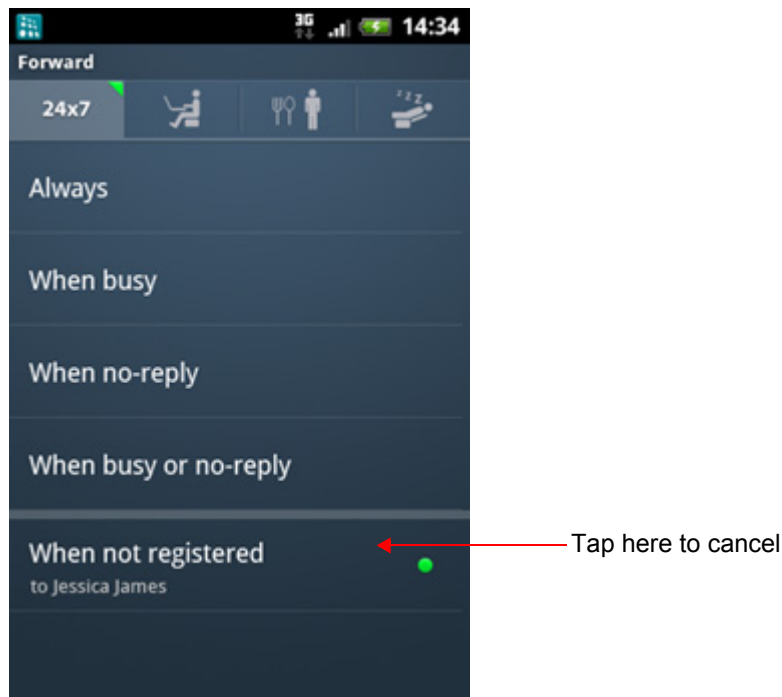 3G 14:34
Forward
24x7
z z z
Always
When busy
When no-reply
When busy or no-reply
When not registered
Tap here to cancel
to Jessica James